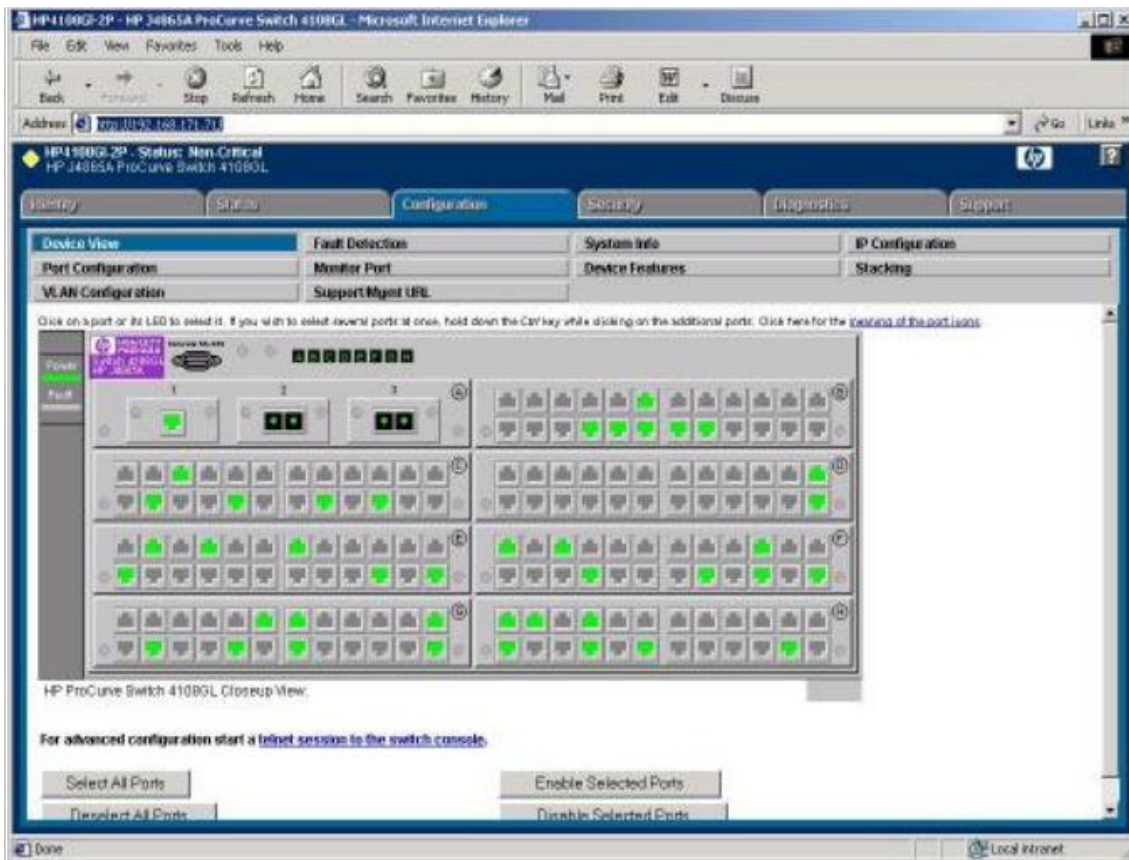 HP4100Gl-2P - HP J4865A ProCurve Switch 4108GL - Microsoft Internet Explorer
File Edit View Favorites Tools Help
Back Forward Stop Refresh Home Search Favorites History Mail Print Edit Discuss
Address Go Links
HP4100Gl-2P - Status: Non-Critical
HP J4865A ProCurve Switch 4108GL
Identity Status Configuration Security Diagnostics Support
Device View Fault Detection System Info IP Configuration
Port Configuration Monitor Port Device Features Stacking
VLAN Configuration Support/Mgmt URL
Click on a port or its LED to select it. If you wish to select several ports at once, hold down the Ctrl key while clicking on the additional ports. Click here for the meaning of the port icons.
Power
Fault
A B C D E F G H
1 2 3
HP ProCurve Switch 4108GL Closeup View.
For advanced configuration start a telnet session to the switch console.
Select All Ports Enable Selected Ports
Deselect All Ports Disable Selected Ports
Done Local intranet